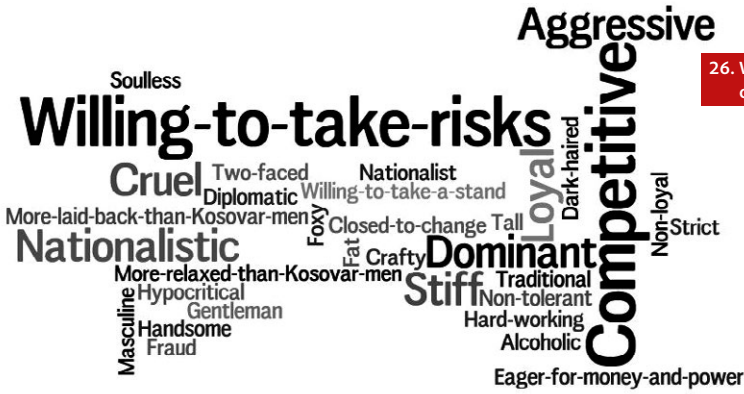 Aggressive
26. W
Soulless
Willing-to-take-risks
Competitive
Dark-haired
Loyal
Cruel
Two-faced
Nationalist
Diplomatic
Willing-to-take-a-stand
Non-loyal
More-laid-back-than-Kosovar-men
Foxy
Closed-to-change
Tall
Strict
Nationalistic
Fat
Crafty
Dominant
More-relaxed-than-Kosovar-men
Stiff
Traditional
Masculine
Hypocritical
Non-tolerant
Gentleman
Hard-working
Handsome
Alcoholic
Fraud
Eager-for-money-and-power